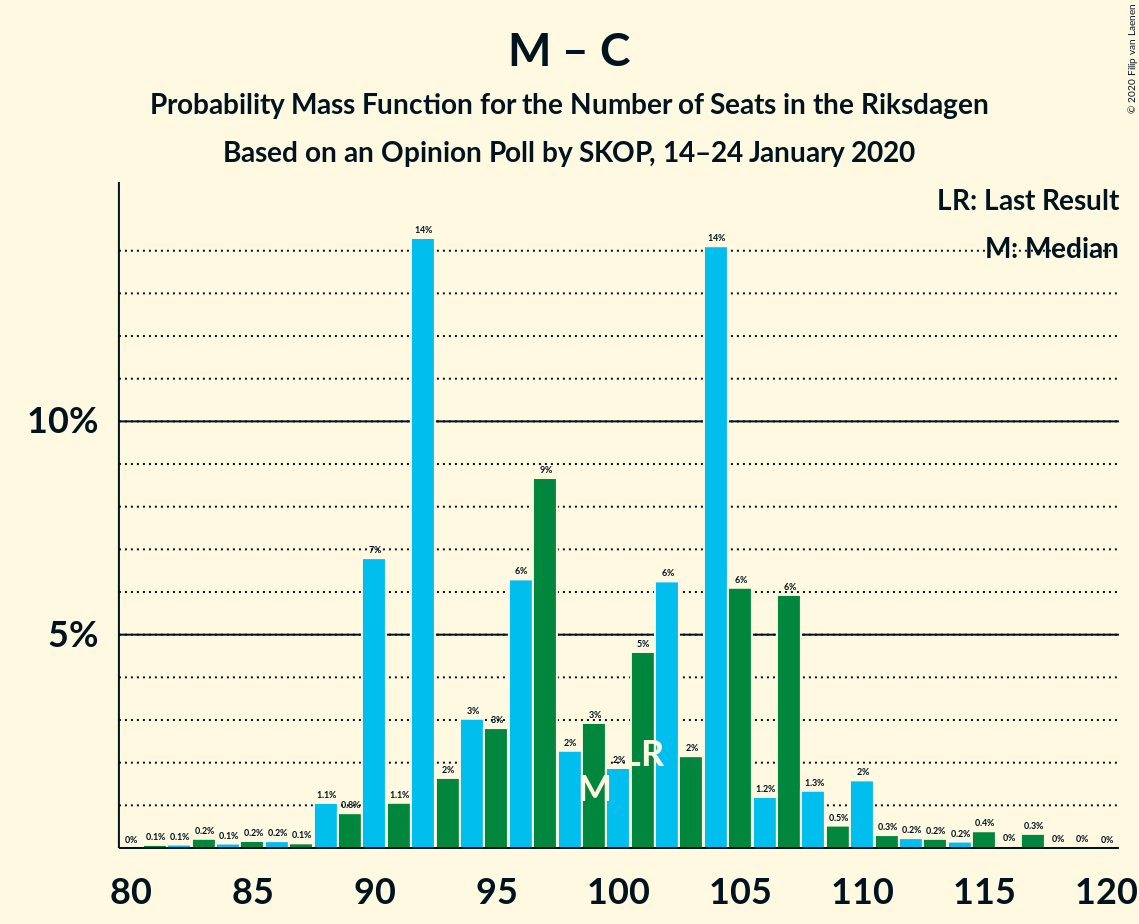 M – C
Probability Mass Function for the Number of Seats in the Riksdagen
Based on an Opinion Poll by SKOP, 14–24 January 2020
© 2020 Filip van Laenen
LR: Last Result
M: Median
10%
5%
0% 0.1% 0.1% 0.2% 0.1% 0.2% 0.2% 0.1% 1.1% 0.8% 7% 1.1% 14% 2% 3% 3% 6% 9% 2% 3% 2% 5% 6% 2% 14% 6% 1.2% 6% 1.3% 0.5% 2% 0.3% 0.2% 0.2% 0.2% 0.4% 0% 0.3% 0% 0% 0%
M
LR
80 85 90 95 100 105 110 115 120